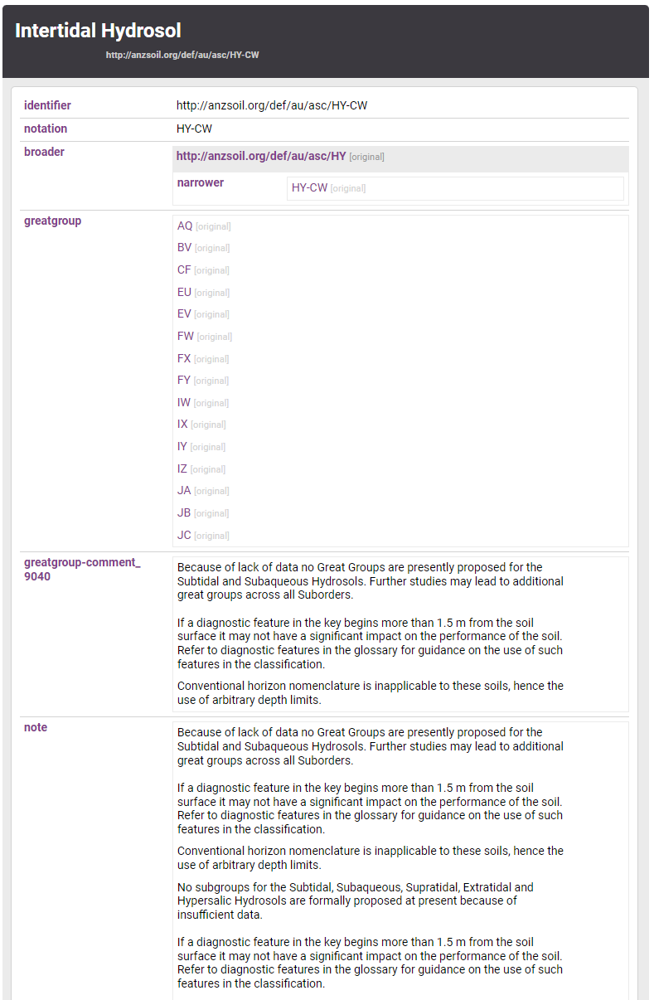 Intertidal Hydrosol
http://anzsoil.org/def/au/asc/HY-CW
identifier
http://anzsoil.org/def/au/asc/HY-CW
notation
HY-CW
broader
http://anzsoil.org/def/au/asc/HY [original]
narrower
HY-CW [original]
greatgroup
AQ [original]
BV [original]
CF [original]
EU [original]
EV [original]
FW [original]
FX [original]
FY [original]
IW [original]
IX [original]
IY [original]
IZ [original]
JA [original]
JB [original]
JC [original]
greatgroup-comment_
9040
Because of lack of data no Great Groups are presently proposed for the
Subtidal and Subaqueous Hydrosols. Further studies may lead to additional
great groups across all Suborders.
If a diagnostic feature in the key begins more than 1.5 m from the soil
surface it may not have a significant impact on the performance of the soil.
Refer to diagnostic features in the glossary for guidance on the use of such
features in the classification.
Conventional horizon nomenclature is inapplicable to these soils, hence the
use of arbitrary depth limits.
note
Because of lack of data no Great Groups are presently proposed for the
Subtidal and Subaqueous Hydrosols. Further studies may lead to additional
great groups across all Suborders.
If a diagnostic feature in the key begins more than 1.5 m from the soil
surface it may not have a significant impact on the performance of the soil.
Refer to diagnostic features in the glossary for guidance on the use of such
features in the classification.
Conventional horizon nomenclature is inapplicable to these soils, hence the
use of arbitrary depth limits.
No subgroups for the Subtidal, Subaqueous, Supratidal, Extratidal and
Hypersalic Hydrosols are formally proposed at present because of
insufficient data.
If a diagnostic feature in the key begins more than 1.5 m from the soil
surface it may not have a significant impact on the performance of the soil.
Refer to diagnostic features in the glossary for guidance on the use of such
features in the classification.